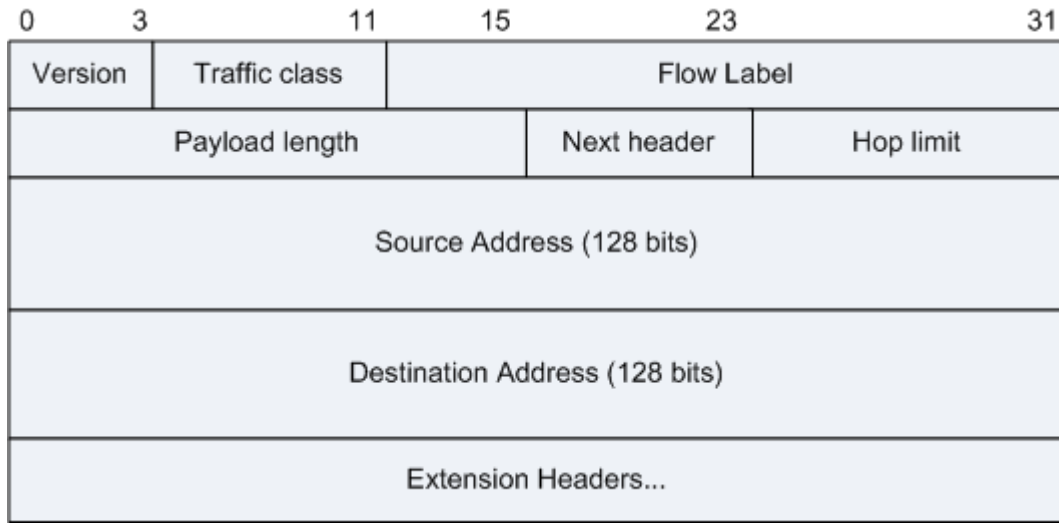 0 3 11 15 23 31
Version Traffic class Flow Label
Payload length Next header Hop limit
Source Address (128 bits)
Destination Address (128 bits)
Extension Headers...